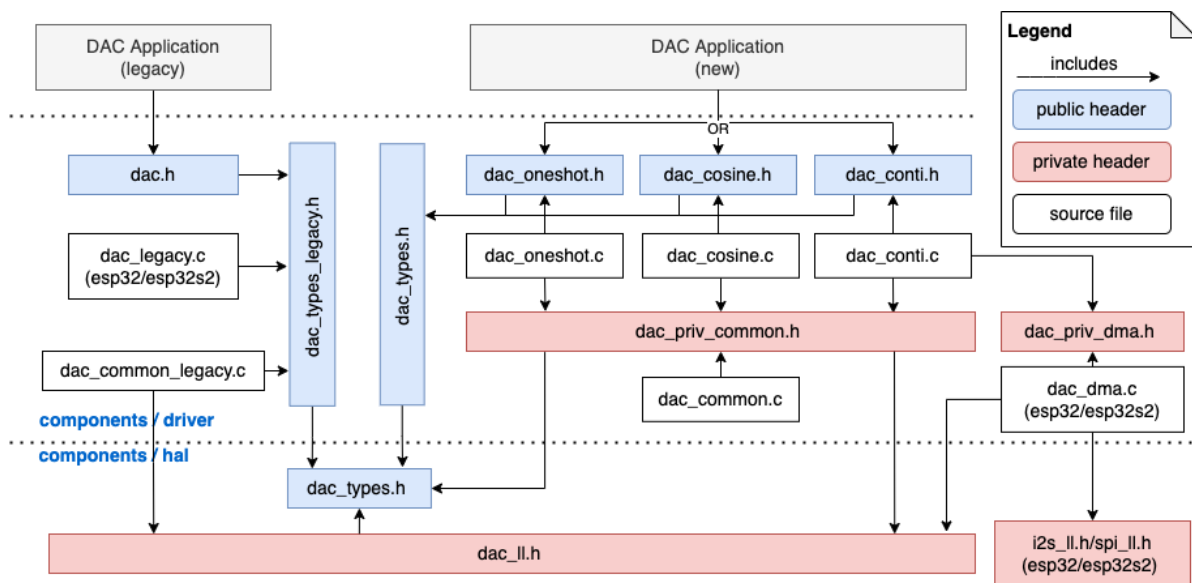 DAC Application
(legacy)
DAC Application
(new)
Legend
includes
public header
private header
source file
OR
dac.h
dac_types_legacy.h
dac_types.h
dac_oneshot.h
dac_cosine.h
dac_conti.h
dac_legacy.c
(esp32/esp32s2)
dac_oneshot.c
dac_cosine.c
dac_conti.c
dac_priv_common.h
dac_priv_dma.h
dac_common_legacy.c
dac_common.c
dac_dma.c
(esp32/esp32s2)
components / driver
components / hal
dac_types.h
dac_ll.h
i2s_ll.h/spi_ll.h
(esp32/esp32s2)